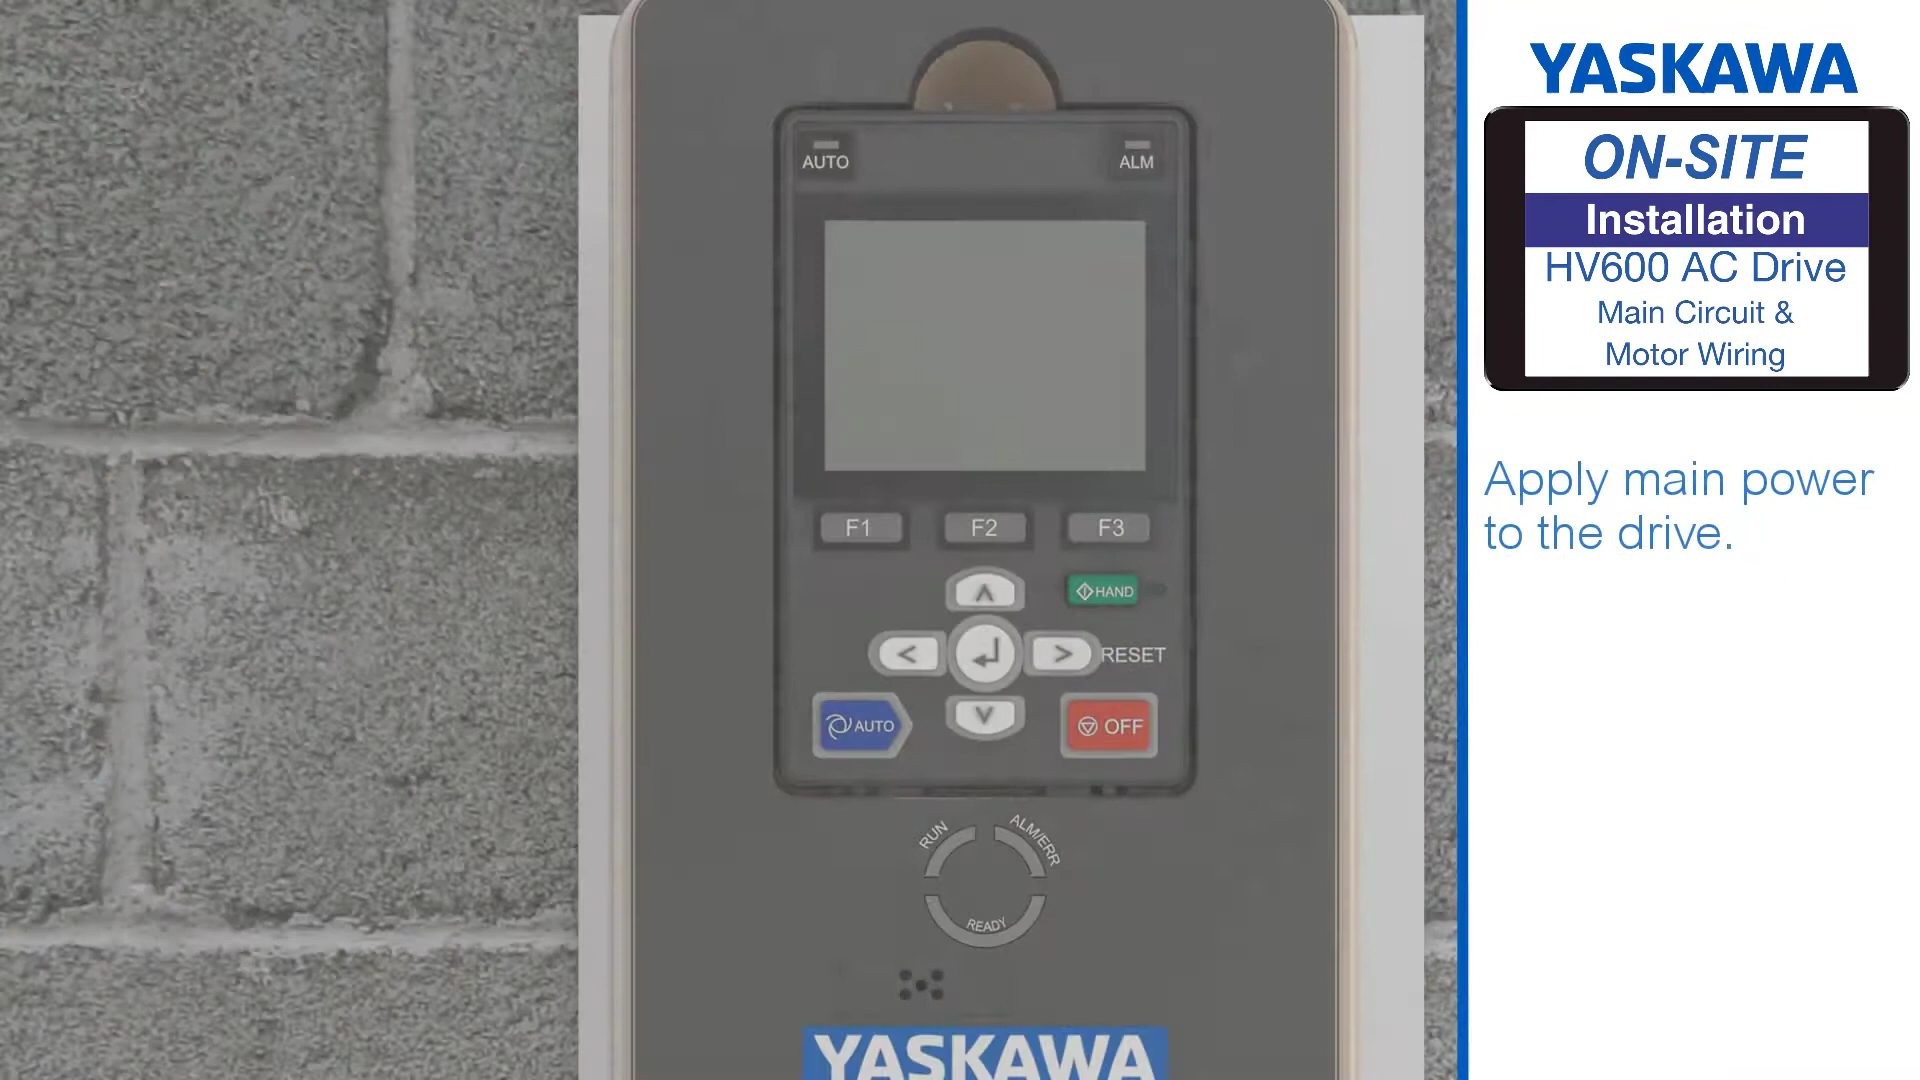 AUTO
ALM
F1 F2 F3
HAND
RESET
AUTO
OFF
RUN
ALM/ERR
READY
YASKAWA
YASKAWA
ON-SITE
Installation
HV600 AC Drive
Main Circuit &
Motor Wiring
Apply main power
to the drive.